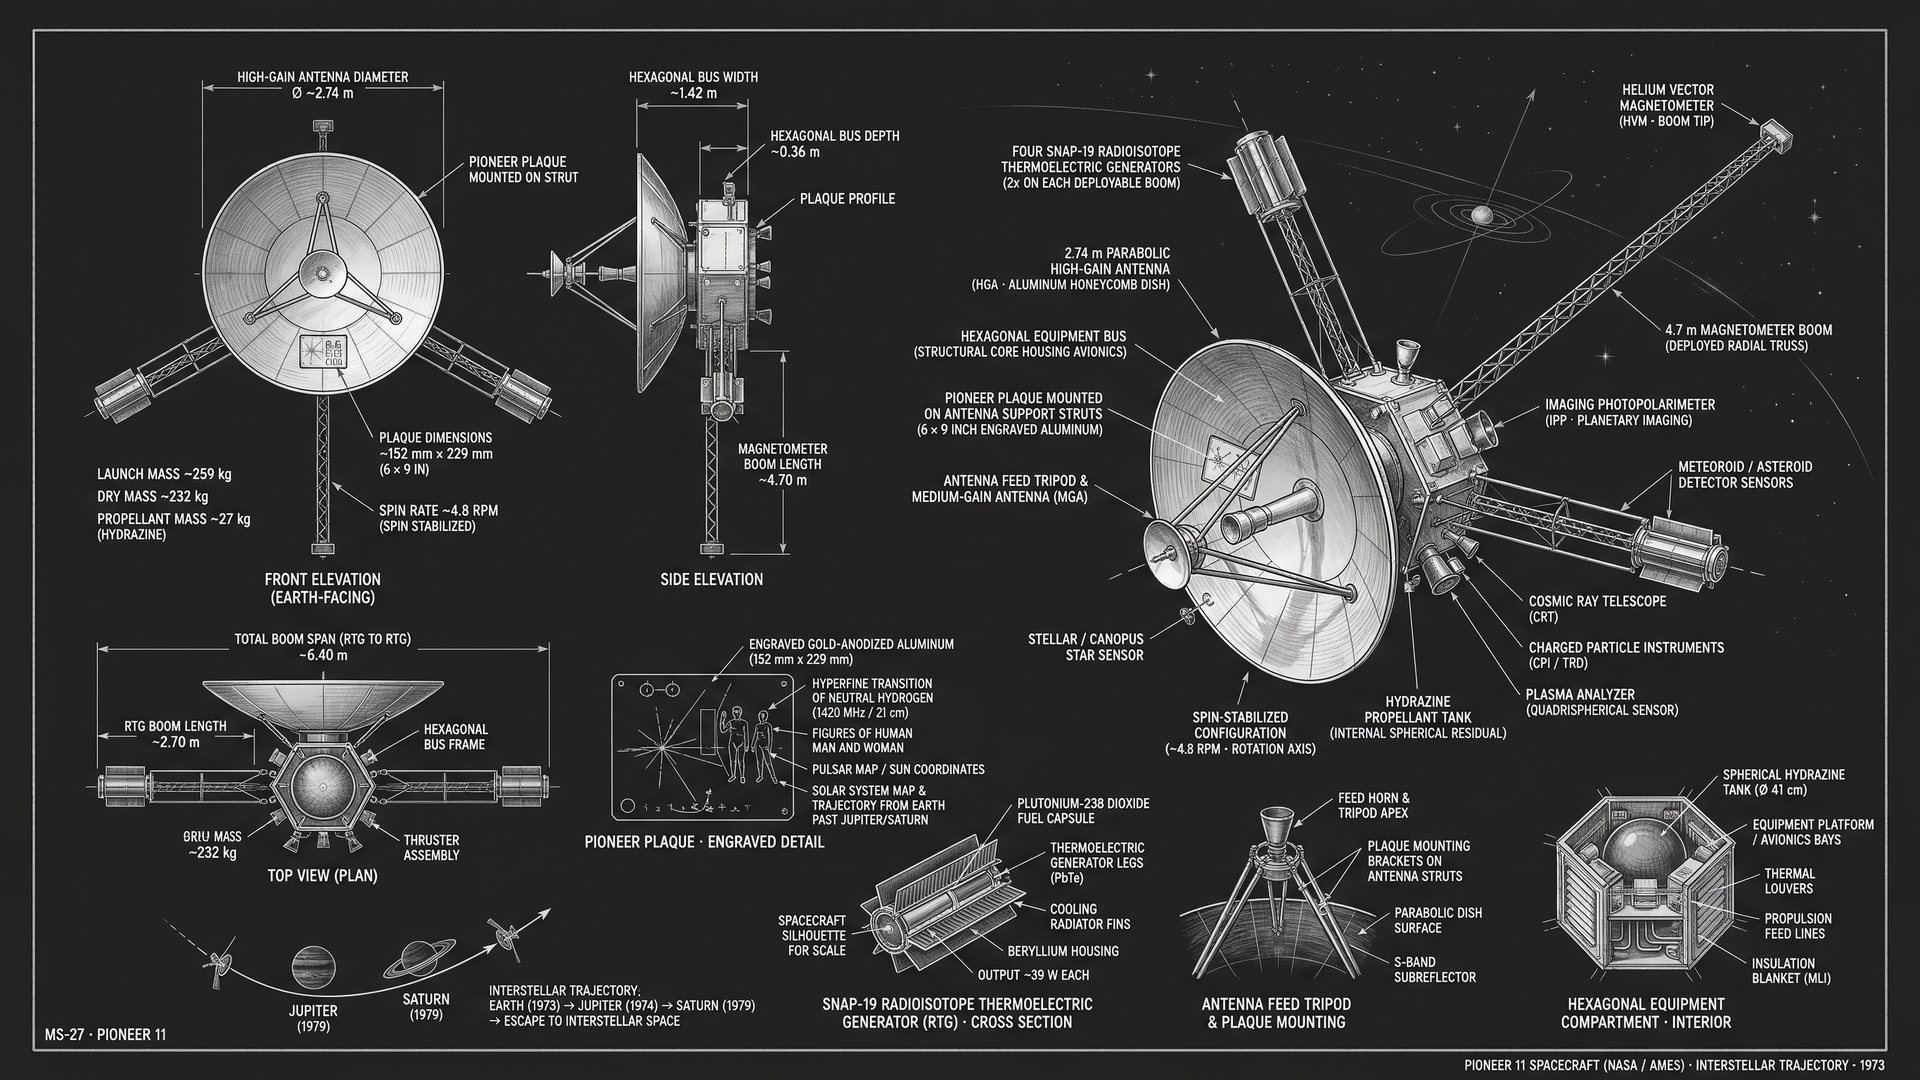 HIGH-GAIN ANTENNA DIAMETER
Ø ~2.74 m
PIONEER PLAQUE
MOUNTED ON STRUT
PLAQUE DIMENSIONS
~152 mm x 229 mm
(6 × 9 IN)
LAUNCH MASS ~259 kg
DRY MASS ~232 kg
PROPELLANT MASS ~27 kg
(HYDRAZINE)
SPIN RATE ~4.8 RPM
(SPIN STABILIZED)
FRONT ELEVATION
(EARTH-FACING)
HEXAGONAL BUS WIDTH
~1.42 m
HEXAGONAL BUS DEPTH
~0.36 m
PLAQUE PROFILE
MAGNETOMETER
BOOM LENGTH
~4.70 m
SIDE ELEVATION
HELIUM VECTOR
MAGNETOMETER
(HVM - BOOM TIP)
FOUR SNAP-19 RADIOISOTOPE
THERMOELECTRIC GENERATORS
(2x ON EACH DEPLOYABLE BOOM)
2.74 m PARABOLIC
HIGH-GAIN ANTENNA
(HGA · ALUMINUM HONEYCOMB DISH)
HEXAGONAL EQUIPMENT BUS
(STRUCTURAL CORE HOUSING AVIONICS)
PIONEER PLAQUE MOUNTED
ON ANTENNA SUPPORT STRUTS
(6 × 9 INCH ENGRAVED ALUMINUM)
ANTENNA FEED TRIPOD &
MEDIUM-GAIN ANTENNA (MGA)
STELLAR / CANOPUS
STAR SENSOR
SPIN-STABILIZED
CONFIGURATION
(~4.8 RPM · ROTATION AXIS)
4.7 m MAGNETOMETER BOOM
(DEPLOYED RADIAL TRUSS)
IMAGING PHOTOPOLARIMETER
(IPP · PLANETARY IMAGING)
METEOROID / ASTEROID
DETECTOR SENSORS
COSMIC RAY TELESCOPE
(CRT)
CHARGED PARTICLE INSTRUMENTS
(CPI / TRD)
PLASMA ANALYZER
(QUADRISPHERICAL SENSOR)
HYDRAZINE
PROPELLANT TANK
(INTERNAL SPHERICAL RESIDUAL)
TOTAL BOOM SPAN (RTG TO RTG)
~6.40 m
RTG BOOM LENGTH
~2.70 m
HEXAGONAL
BUS FRAME
MASS
~232 kg
THRUSTER
ASSEMBLY
TOP VIEW (PLAN)
ENGRAVED GOLD-ANODIZED ALUMINUM
(152 mm x 229 mm)
HYPERFINE TRANSITION
OF NEUTRAL HYDROGEN
(1420 MHz / 21 cm)
FIGURES OF HUMAN
MAN AND WOMAN
PULSAR MAP / SUN COORDINATES
SOLAR SYSTEM MAP &
TRAJECTORY FROM EARTH
PAST JUPITER/SATURN
PIONEER PLAQUE · ENGRAVED DETAIL
PLUTONIUM-238 DIOXIDE
FUEL CAPSULE
THERMOELECTRIC
GENERATOR LEGS
(PbTe)
COOLING
RADIATOR FINS
BERYLLIUM HOUSING
OUTPUT ~39 W EACH
SPACECRAFT
SILHOUETTE
FOR SCALE
SNAP-19 RADIOISOTOPE THERMOELECTRIC
GENERATOR (RTG) · CROSS SECTION
FEED HORN &
TRIPOD APEX
PLAQUE MOUNTING
BRACKETS ON
ANTENNA STRUTS
PARABOLIC DISH
SURFACE
S-BAND
SUBREFLECTOR
ANTENNA FEED TRIPOD
& PLAQUE MOUNTING
SPHERICAL HYDRAZINE
TANK (Ø 41 cm)
EQUIPMENT PLATFORM
/ AVIONICS BAYS
THERMAL
LOUVERS
PROPULSION
FEED LINES
INSULATION
BLANKET (MLI)
HEXAGONAL EQUIPMENT
COMPARTMENT · INTERIOR
JUPITER
(1979)
SATURN
(1979)
INTERSTELLAR TRAJECTORY:
EARTH (1973) → JUPITER (1974) → SATURN (1979)
→ ESCAPE TO INTERSTELLAR SPACE
MS-27 · PIONEER 11
PIONEER 11 SPACECRAFT (NASA / AMES) · INTERSTELLAR TRAJECTORY - 1973